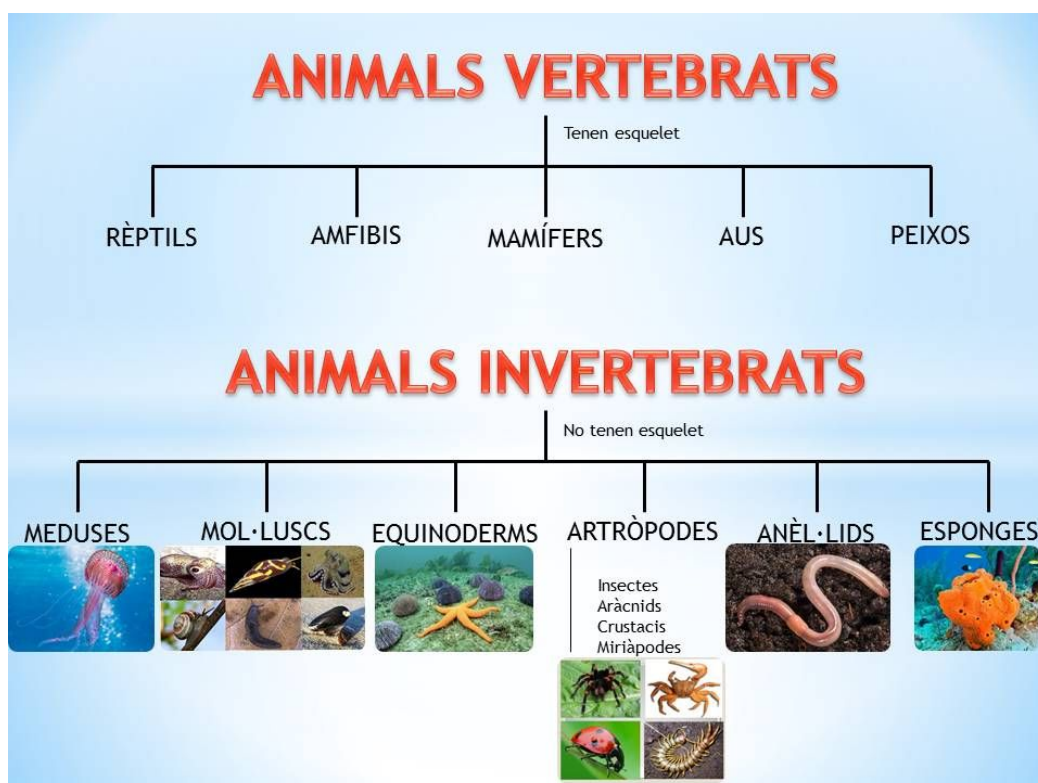 ANIMALS VERTEBRATS
Tenen esquelet
RÈPTILS
AMFIBIS
MAMÍFERS
AUS
PEIXOS
ANIMALS INVERTEBRATS
No tenen esquelet
MEDUSES
MOL·LUSCS
EQUINODERMS
ARTRÒPODES
ANÈL·LIDS
ESPONGES
Insectes
Aràcnids
Crustacis
Miriàpodes